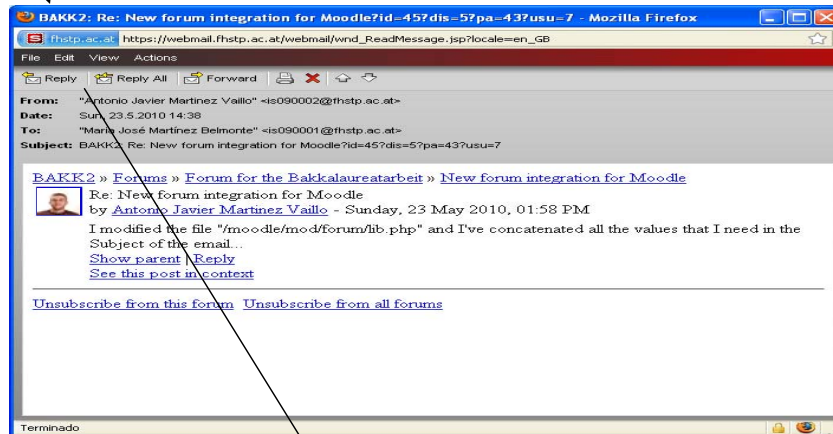 BAKK2: Re: New forum integration for Moodle?id=45?dis=5?pa=43?usu=7 - Mozilla Firefox
fhstp.ac.at https://webmail.fhstp.ac.at/webmail/wnd_ReadMessage.jsp?locale=en_GB
File Edit View Actions
Reply Reply All Forward
From: "Antonio Javier Martinez Vaillo" <is090002@fhstp.ac.at>
Date: Sun, 23.5.2010 14:38
To: "Maria José Martínez Belmonte" <is090001@fhstp.ac.at>
Subject: BAKK2: Re: New forum integration for Moodle?id=45?dis=5?pa=43?usu=7
BAKK2 » Forums » Forum for the Bakkalaureatarbeit » New forum integration for Moodle
Re: New forum integration for Moodle
by Antonio Javier Martinez Vaillo - Sunday, 23 May 2010, 01:58 PM
I modified the file "/moodle/mod/forum/lib.php" and I've concatenated all the values that I need in the
Subject of the email...
Show parent | Reply
See this post in context
Unsubscribe from this forum Unsubscribe from all forums
Terminado